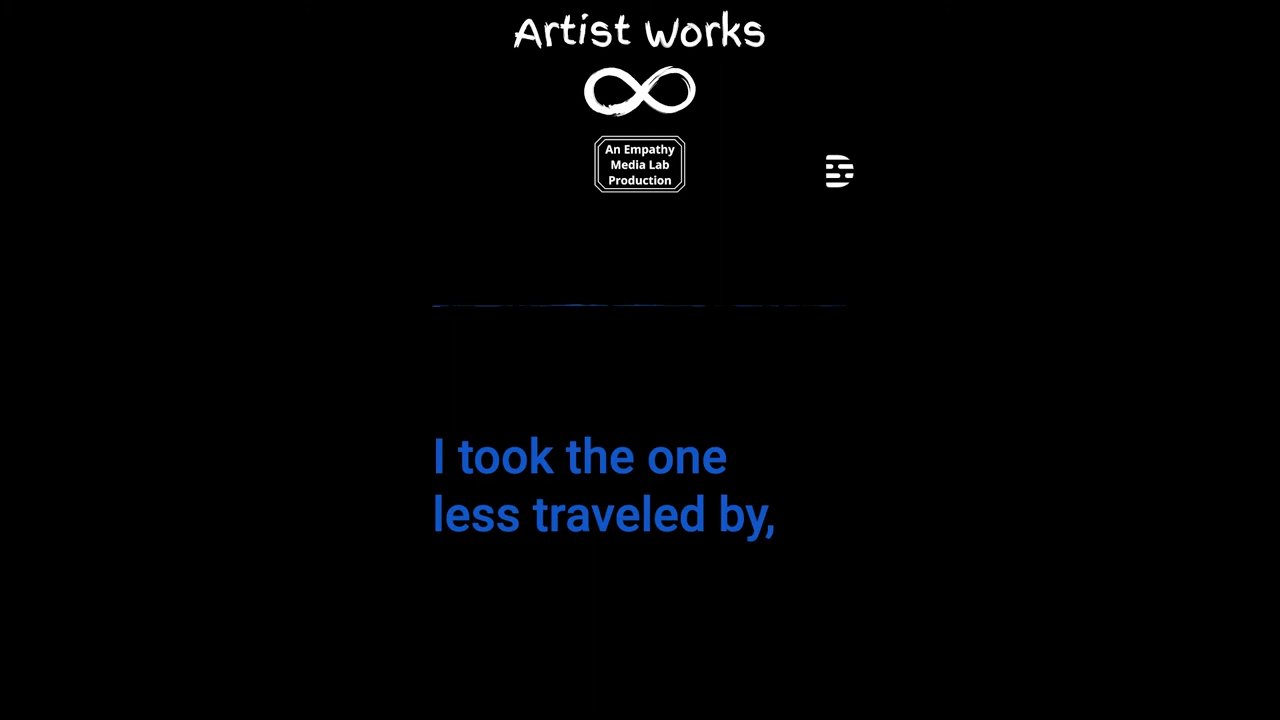 Artist Works
An Empathy
Media Lab
Production
I took the one
less traveled by,